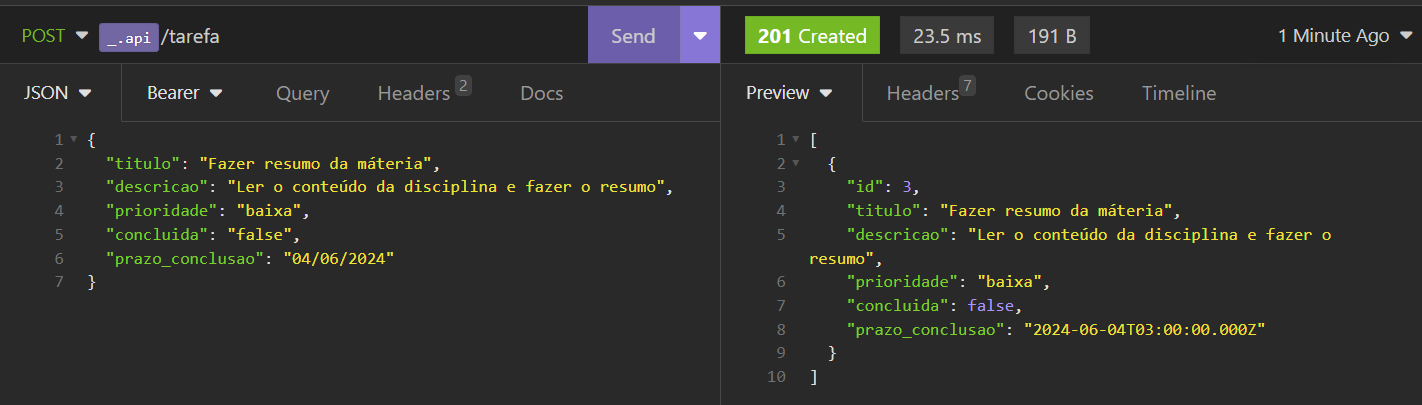 POST _.api /tarefa Send 201 Created 23.5 ms 191 B 1 Minute Ago
JSON Bearer Query Headers 2 Docs
1 {
2 "titulo": "Fazer resumo da máteria",
3 "descricao": "Ler o conteúdo da disciplina e fazer o resumo",
4 "prioridade": "baixa",
5 "concluida": "false",
6 "prazo_conclusao": "04/06/2024"
7 }
Preview Headers 7 Cookies Timeline
1 [
2 {
3 "id": 3,
4 "titulo": "Fazer resumo da máteria",
5 "descricao": "Ler o conteúdo da disciplina e fazer o
resumo",
6 "prioridade": "baixa",
7 "concluida": false,
8 "prazo_conclusao": "2024-06-04T03:00:00.000Z"
9 }
10 ]